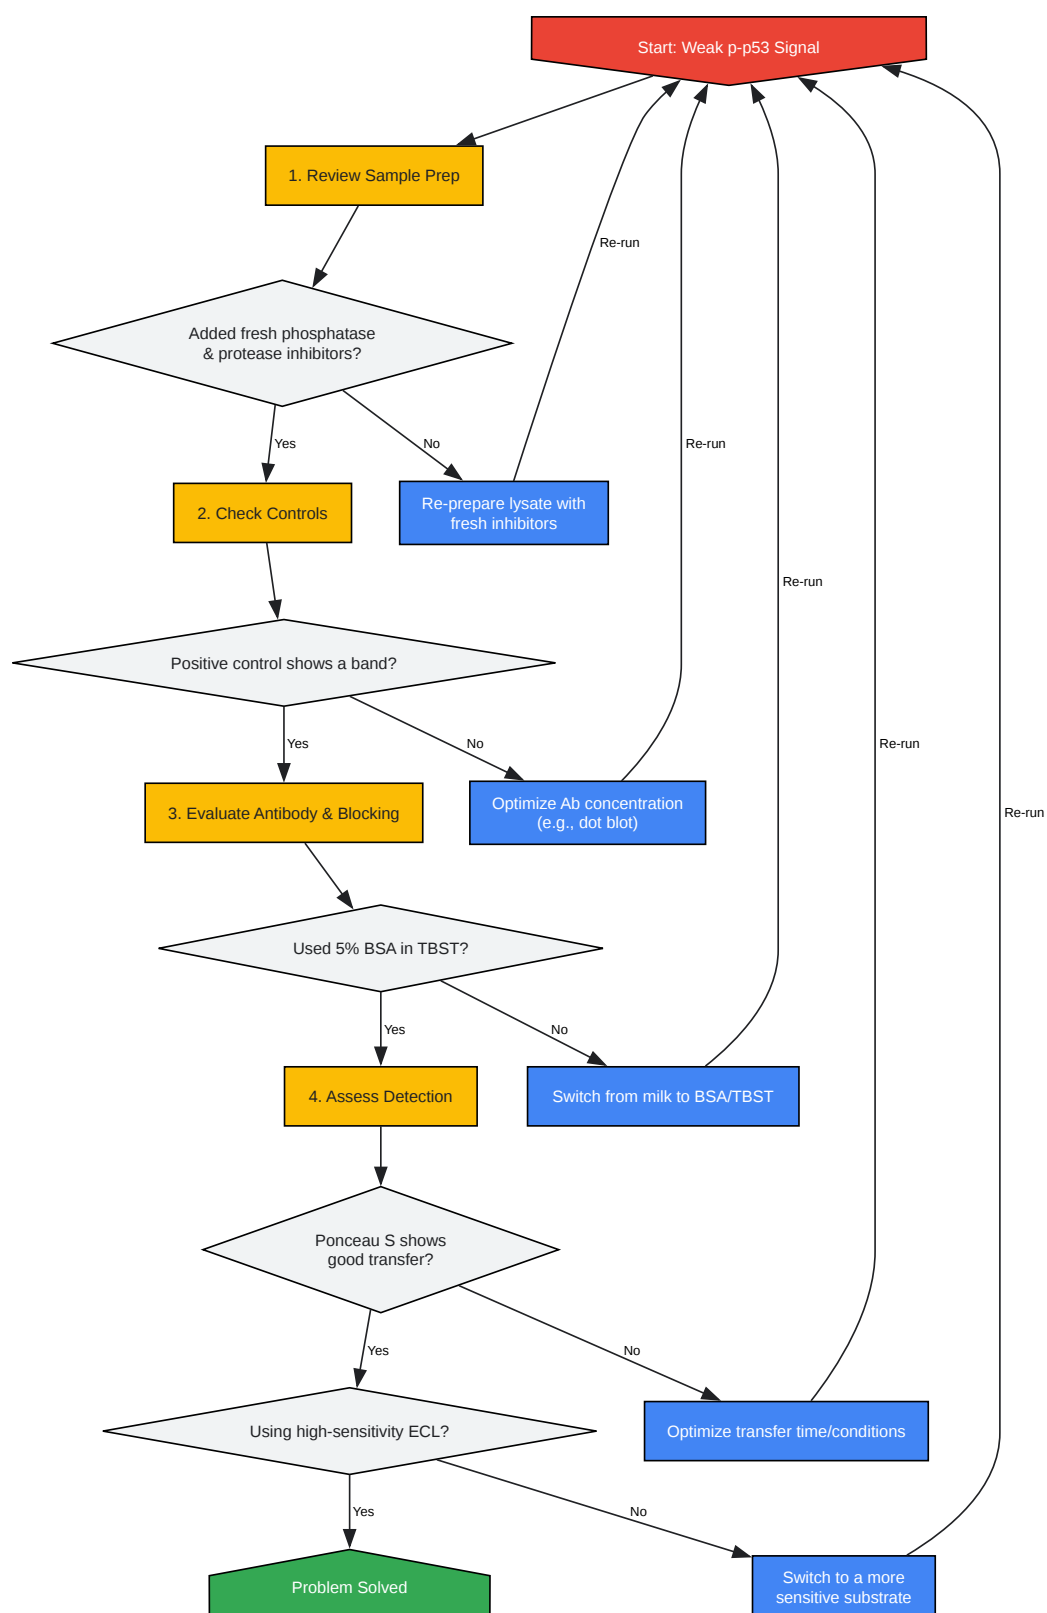 Start: Weak p-p53 Signal
1. Review Sample Prep
Re-run
Added fresh phosphatase
& protease inhibitors?
Yes
No
Re-run
2. Check Controls
Re-prepare lysate with
fresh inhibitors
Re-run
Positive control shows a band?
Yes
No
Re-run
3. Evaluate Antibody & Blocking
Optimize Ab concentration
(e.g., dot blot)
Re-run
Used 5% BSA in TBST?
Yes
No
4. Assess Detection
Switch from milk to BSA/TBST
Ponceau S shows
good transfer?
Yes
No
Using high-sensitivity ECL?
Optimize transfer time/conditions
Yes
No
Problem Solved
Switch to a more
sensitive substrate